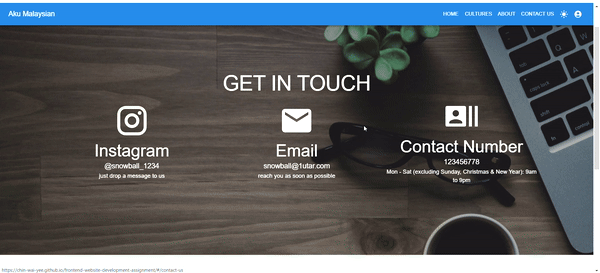 Aku Malaysian
HOME CULTURES ABOUT CONTACT US
GET IN TOUCH
Instagram
@snowball_1234
just drop a message to us
Email
snowball@1utar.com
reach you as soon as possible
Contact Number
123456778
Mon - Sat (excluding Sunday, Christmas & New Year): 9am
to 9pm
https://shin-wai-yee.github.io/frontend-website-development-assignment/#/contact-us